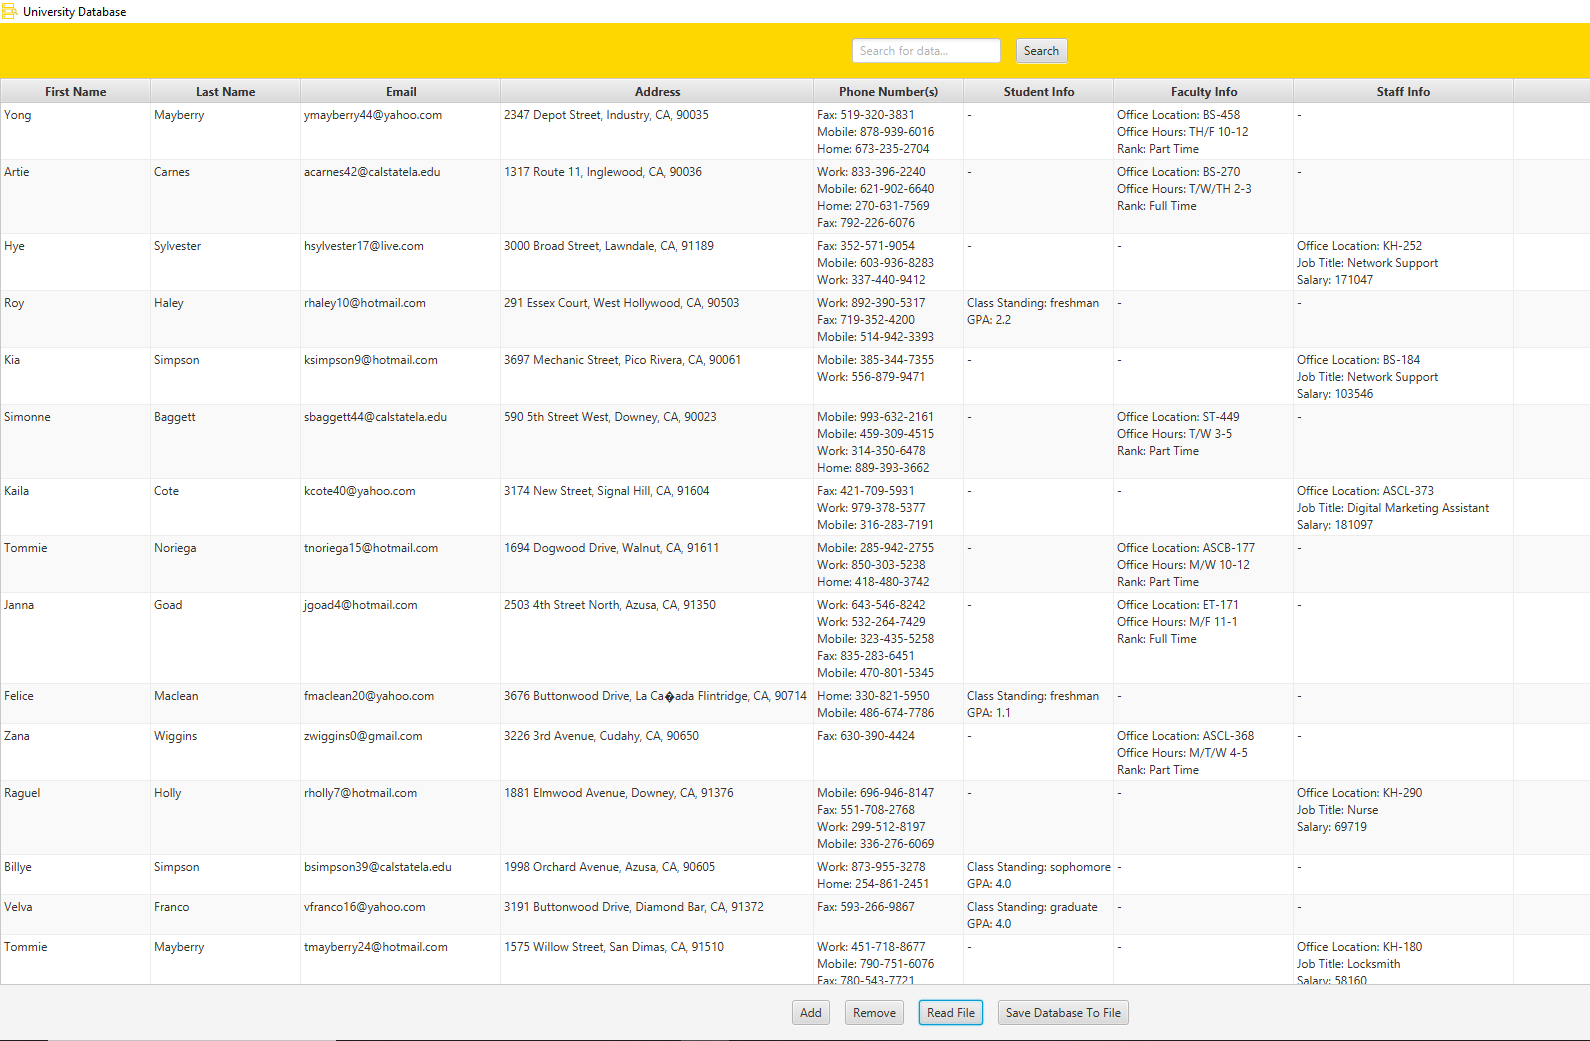 University Database
Search for data...
Search
First Name Last Name Email Address Phone Number(s) Student Info Faculty Info Staff Info
Yong Mayberry ymayberry44@yahoo.com 2347 Depot Street, Industry, CA, 90035 Fax: 519-320-3831 - Office Location: BS-458 -
Mobile: 878-939-6016 Office Hours: TH/F 10-12
Home: 673-235-2704 Rank: Part Time
Artie Carnes acarnes42@calstatela.edu 1317 Route 11, Inglewood, CA, 90036 Work: 833-396-2240 - Office Location: BS-270 -
Mobile: 621-902-6640 Office Hours: T/W/TH 2-3
Home: 270-631-7569 Rank: Full Time
Fax: 792-226-6076
Hye Sylvester hsylvester17@live.com 3000 Broad Street, Lawndale, CA, 91189 Fax: 352-571-9054 - - Office Location: KH-252
Mobile: 603-936-8283 Job Title: Network Support
Work: 337-440-9412 Salary: 171047
Roy Haley rhaley10@hotmail.com 291 Essex Court, West Hollywood, CA, 90503 Work: 892-390-5317 Class Standing: freshman - -
Fax: 719-352-4200 GPA: 2.2
Mobile: 514-942-3393
Kia Simpson ksimpson9@hotmail.com 3697 Mechanic Street, Pico Rivera, CA, 90061 Mobile: 385-344-7355 - - Office Location: BS-184
Work: 556-879-9471 Job Title: Network Support
Salary: 103546
Simonne Baggett sbaggett44@calstatela.edu 590 5th Street West, Downey, CA, 90023 Mobile: 993-632-2161 - Office Location: ST-449 -
Mobile: 459-309-4515 Office Hours: T/W 3-5
Work: 314-350-6478 Rank: Part Time
Home: 889-393-3662
Kaila Cote kcote40@yahoo.com 3174 New Street, Signal Hill, CA, 91604 Fax: 421-709-5931 - - Office Location: ASCL-373
Work: 979-378-5377 Job Title: Digital Marketing Assistant
Mobile: 316-283-7191 Salary: 181097
Tommie Noriega tnoriega15@hotmail.com 1694 Dogwood Drive, Walnut, CA, 91611 Mobile: 285-942-2755 - Office Location: ASCB-177 -
Work: 850-303-5238 Office Hours: M/W 10-12
Home: 418-480-3742 Rank: Part Time
Janna Goad jgoad4@hotmail.com 2503 4th Street North, Azusa, CA, 91350 Work: 643-546-8242 - Office Location: ET-171 -
Work: 532-264-7429 Office Hours: M/F 11-1
Mobile: 323-435-5258 Rank: Full Time
Fax: 835-283-6451
Mobile: 470-801-5345
Felice Maclean fmaclean20@yahoo.com 3676 Buttonwood Drive, La Ca�ada Flintridge, CA, 90714 Home: 330-821-5950 Class Standing: freshman - -
Mobile: 486-674-7786 GPA: 1.1
Zana Wiggins zwiggins0@gmail.com 3226 3rd Avenue, Cudahy, CA, 90650 Fax: 630-390-4424 - Office Location: ASCL-368 -
Office Hours: M/T/W 4-5
Rank: Part Time
Raguel Holly rholly7@hotmail.com 1881 Elmwood Avenue, Downey, CA, 91376 Mobile: 696-946-8147 - - Office Location: KH-290
Fax: 551-708-2768 Job Title: Nurse
Work: 299-512-8197 Salary: 69719
Mobile: 336-276-6069
Billye Simpson bsimpson39@calstatela.edu 1998 Orchard Avenue, Azusa, CA, 90605 Work: 873-955-3278 Class Standing: sophomore - -
Home: 254-861-2451 GPA: 4.0
Velva Franco vfranco16@yahoo.com 3191 Buttonwood Drive, Diamond Bar, CA, 91372 Fax: 593-266-9867 Class Standing: graduate - -
GPA: 4.0
Tommie Mayberry tmayberry24@hotmail.com 1575 Willow Street, San Dimas, CA, 91510 Work: 451-718-8677 - - Office Location: KH-180
Mobile: 790-751-6076 Job Title: Locksmith
Fax: 780-543-7721 Salary: 58160
Add Remove Read File Save Database To File